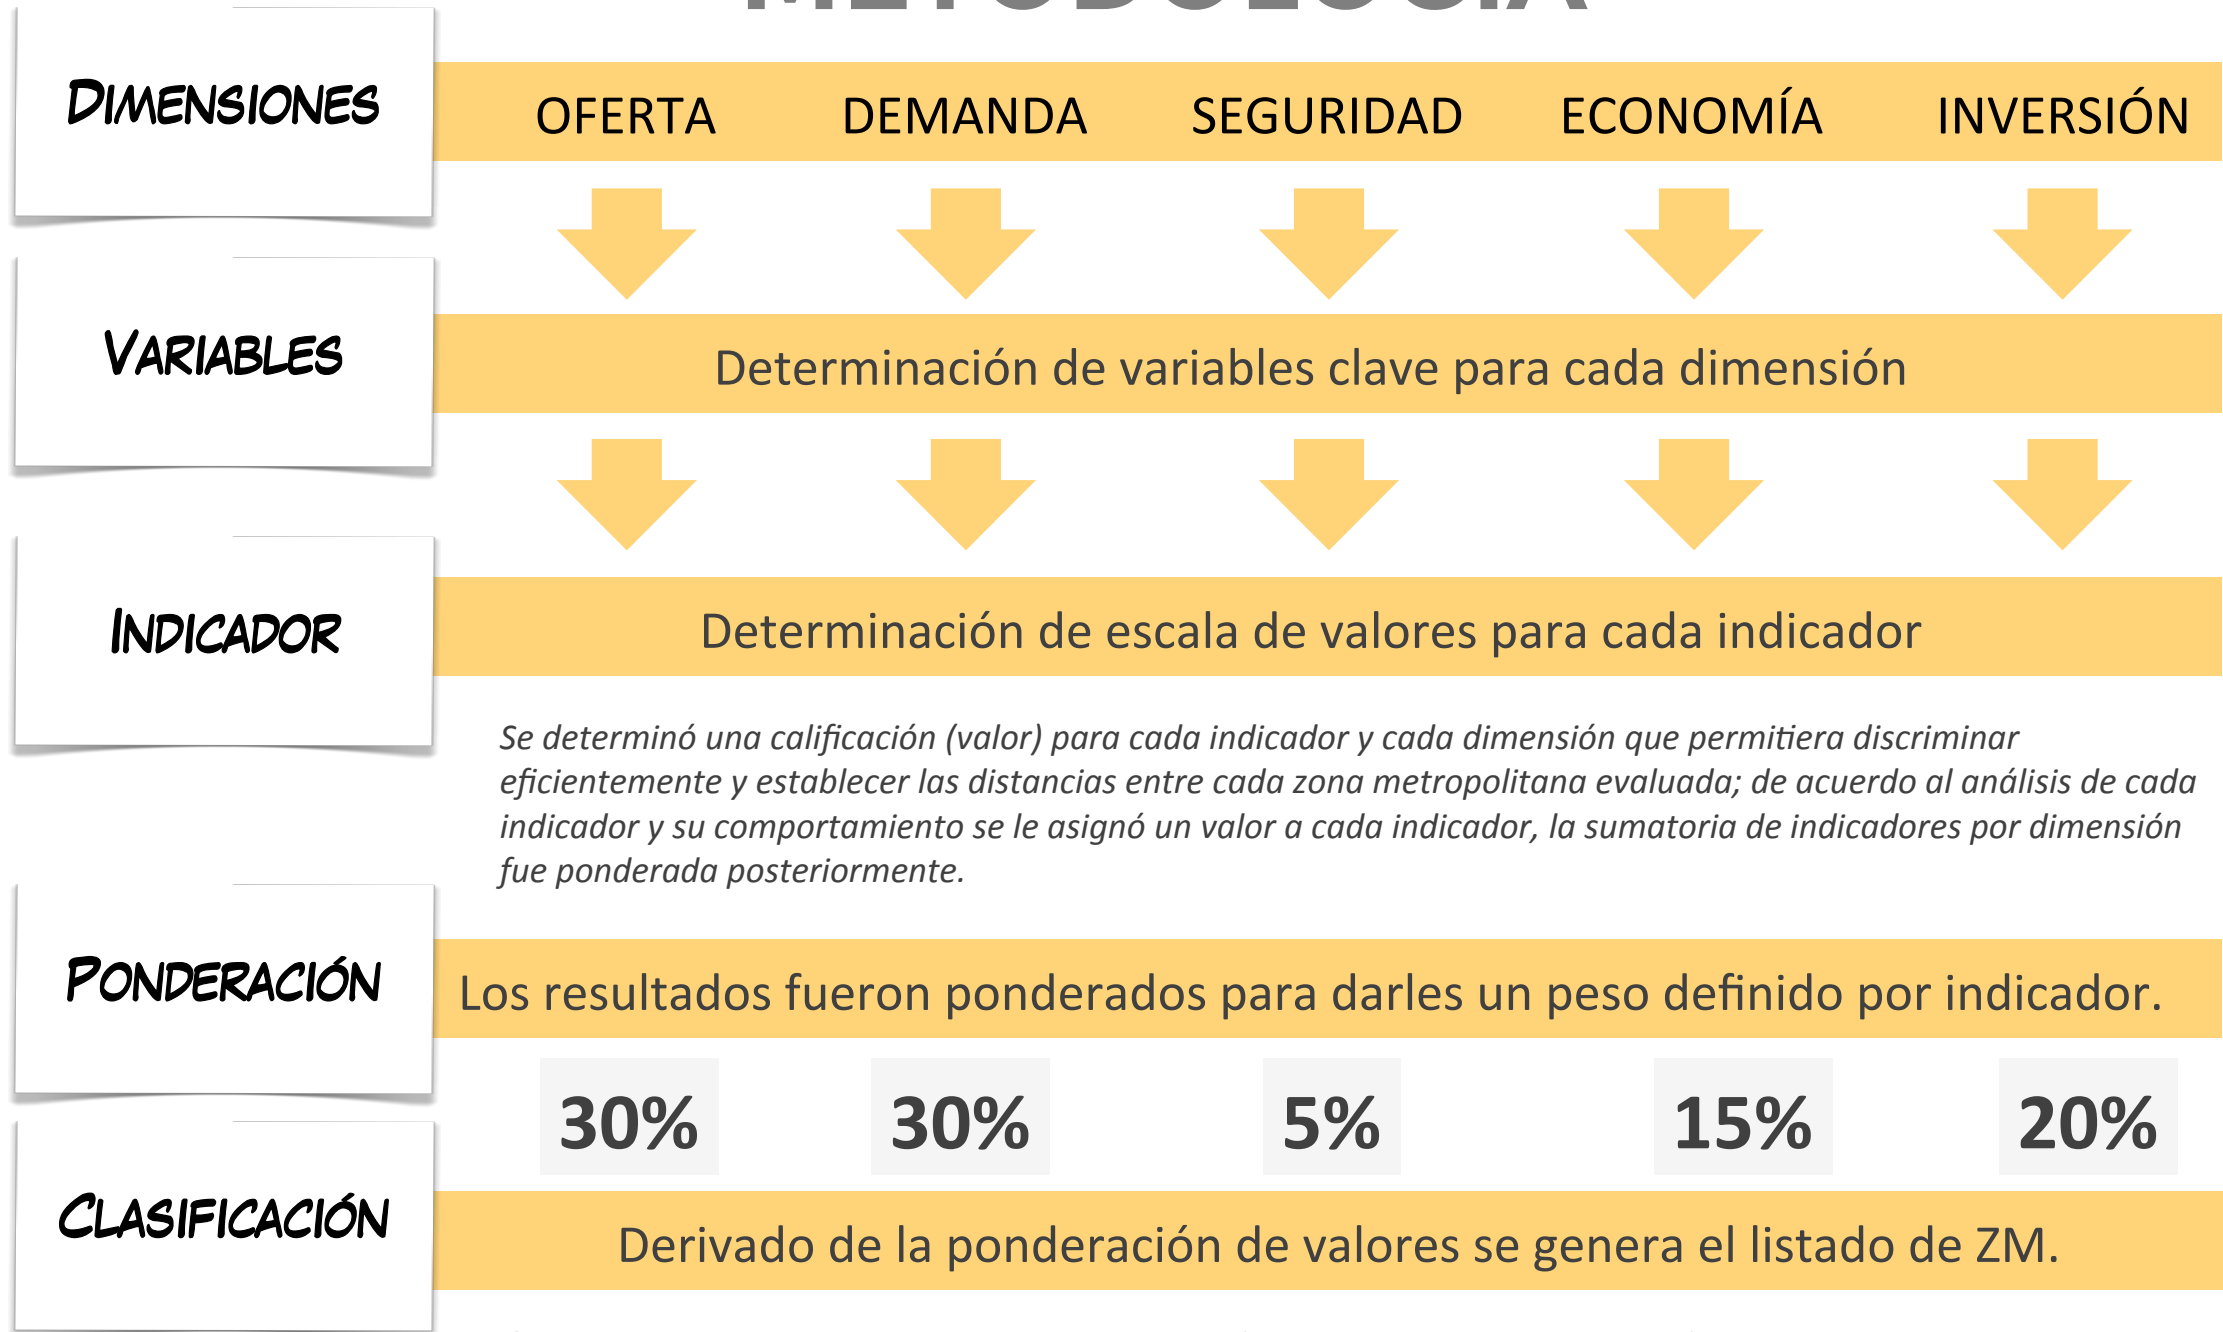 METODOLOGÍA
DIMENSIONES
OFERTA DEMANDA SEGURIDAD ECONOMÍA INVERSIÓN
VARIABLES
Determinación de variables clave para cada dimensión
INDICADOR
Determinación de escala de valores para cada indicador
Se determinó una calificación (valor) para cada indicador y cada dimensión que permitiera discriminar
eficientemente y establecer las distancias entre cada zona metropolitana evaluada; de acuerdo al análisis de cada
indicador y su comportamiento se le asignó un valor a cada indicador, la sumatoria de indicadores por dimensión
fue ponderada posteriormente.
PONDERACIÓN
Los resultados fueron ponderados para darles un peso definido por indicador.
30% 30% 5% 15% 20%
CLASIFICACIÓN
Derivado de la ponderación de valores se genera el listado de ZM.